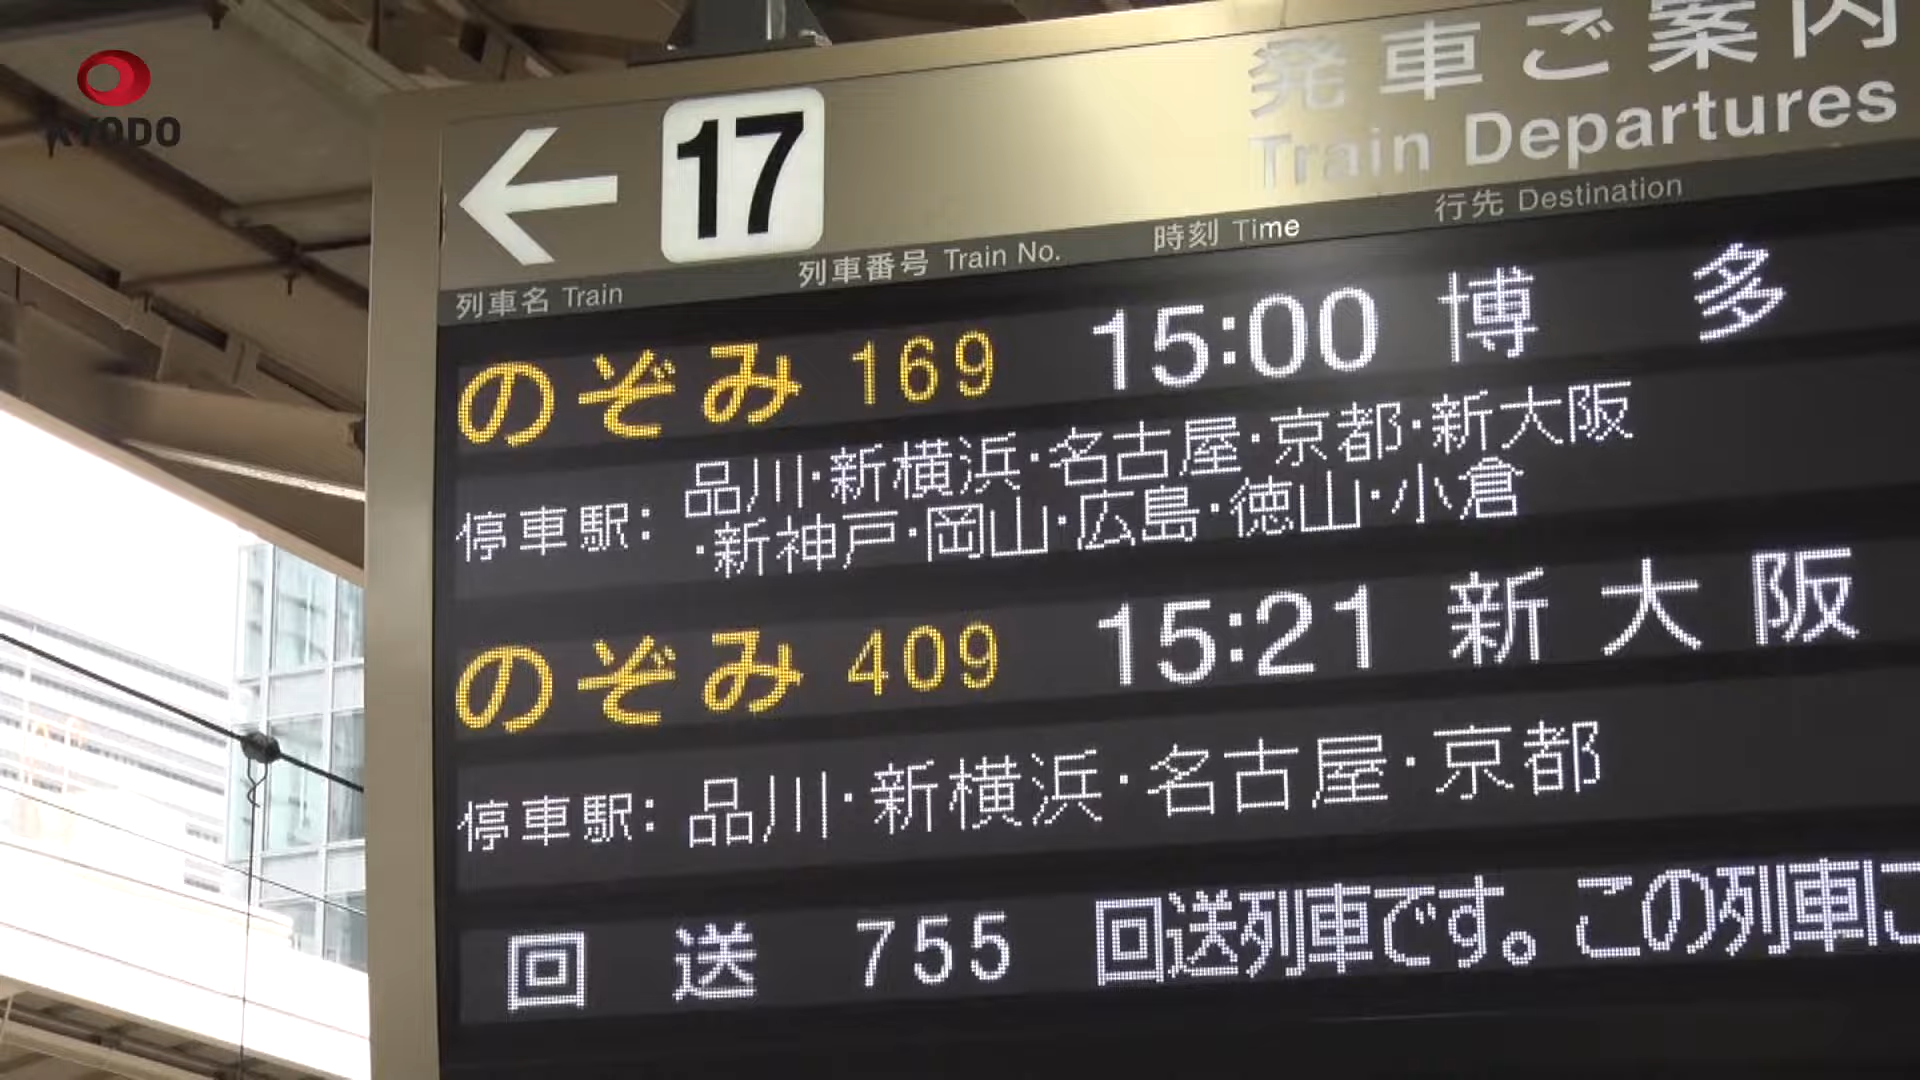 KYODO
発車ご案内
Train Departures
← 17
列車名 Train 列車番号 Train No. 時刻 Time 行先 Destination
のぞみ 169 15:00 博多
停車駅: 品川・新横浜・名古屋・京都・新大阪
・新神戸・岡山・広島・徳山・小倉
のぞみ 409 15:21 新大阪
停車駅: 品川・新横浜・名古屋・京都
回送 755 回送列車です。この列車に